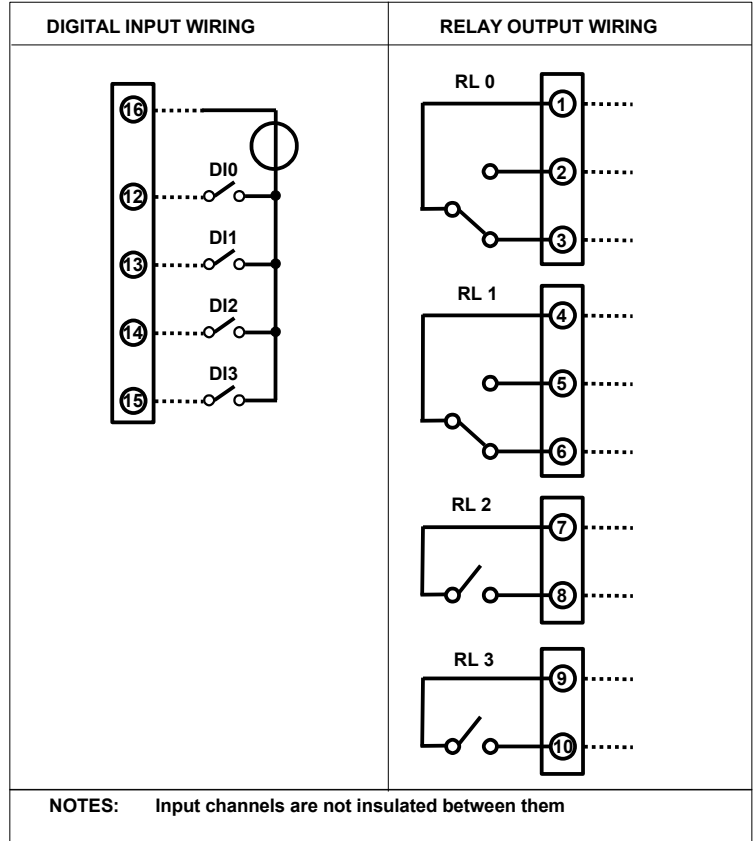 DIGITAL INPUT WIRING
16
DI0
12
DI1
13
DI2
14
DI3
15
RELAY OUTPUT WIRING
RL 0
1
2
3
RL 1
4
5
6
RL 2
7
8
RL 3
9
10
NOTES: Input channels are not insulated between them